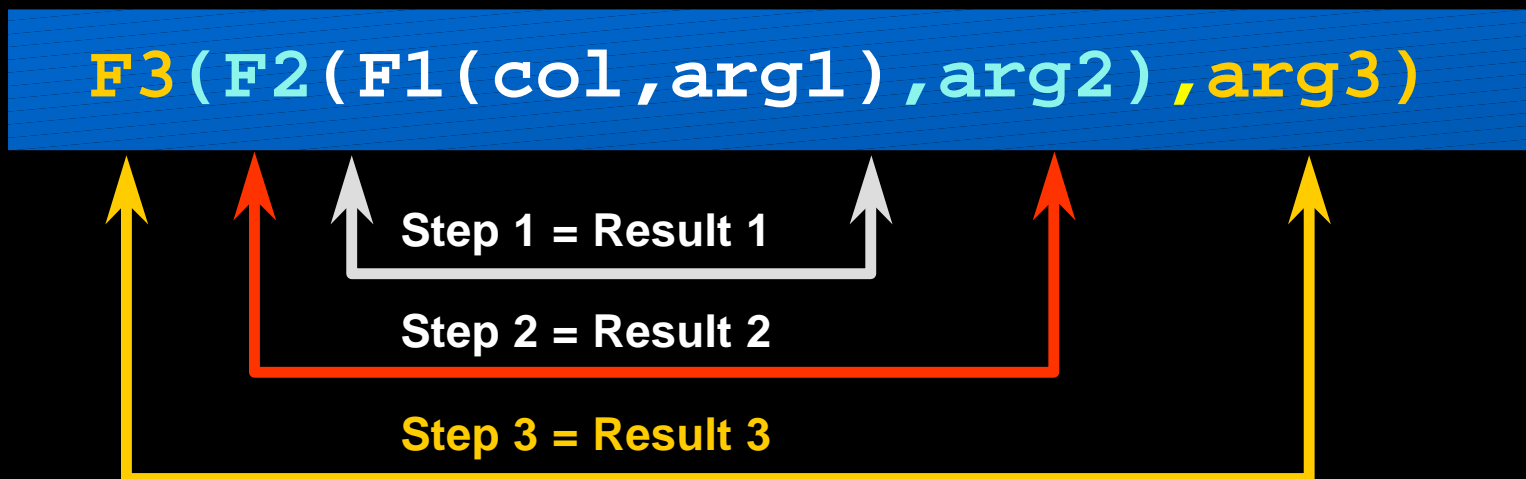 F3(F2(F1(col,arg1),arg2),arg3)
Step 1 = Result 1
Step 2 = Result 2
Step 3 = Result 3